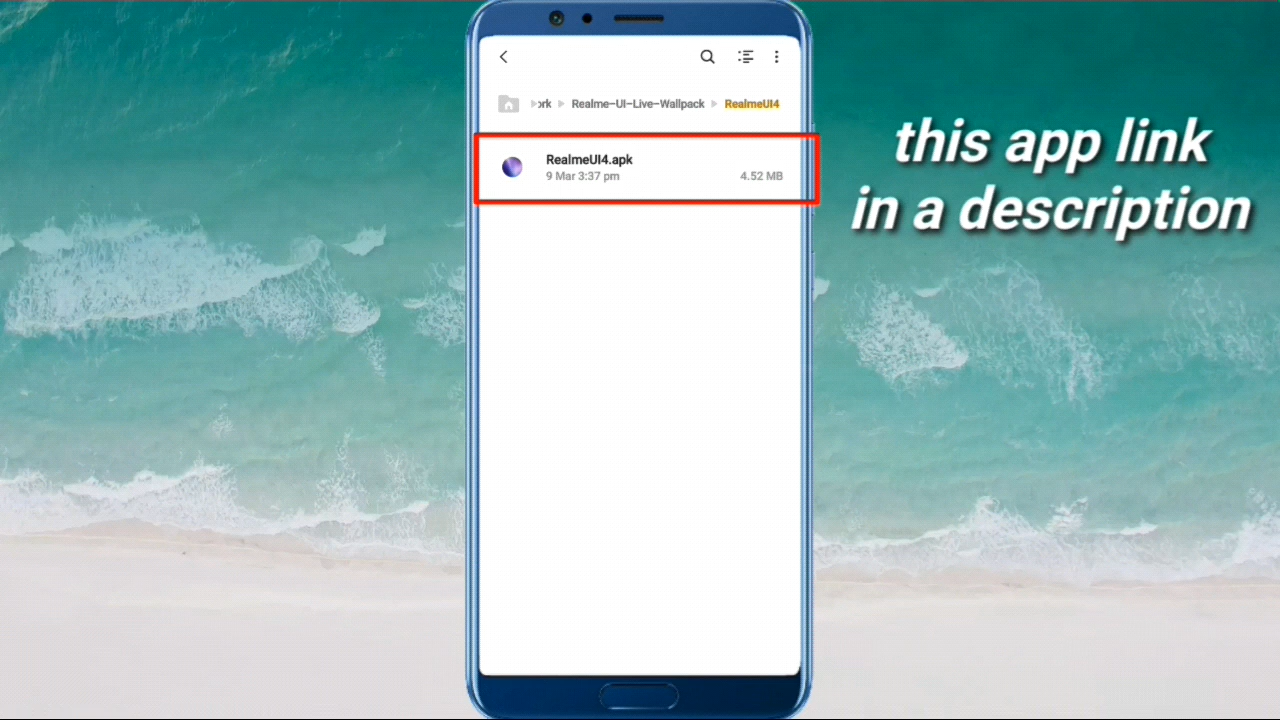 ork Realme-UI-Live-Wallpack RealmeUI4
RealmeUI4.apk
9 Mar 3:37 pm 4.52 MB
this app link
in a description